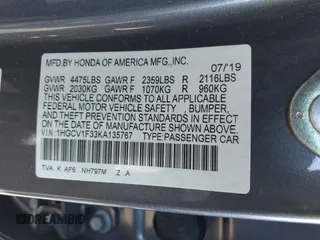 MFD.BY HONDA OF AMERICA MFG.,INC.
07/19
GVWR 4475LBS GAWR F 2359LBS R 2116LBS
GVWR 2030KG GAWR F 1070KG R 960KG
THIS VEHICLE CONFORMS TO ALL APPLICABLE
FEDERAL MOTOR VEHICLE SAFETY, BUMPER,
AND THEFT PREVENTION STANDARDS IN EFFECT
ON THE DATE OF MANUFACTURE SHOWN ABOVE.
V.I.N.: 1HGCV1F33KA135767 TYPE:PASSENGER CAR
TVA K AF6 NH797M Z A